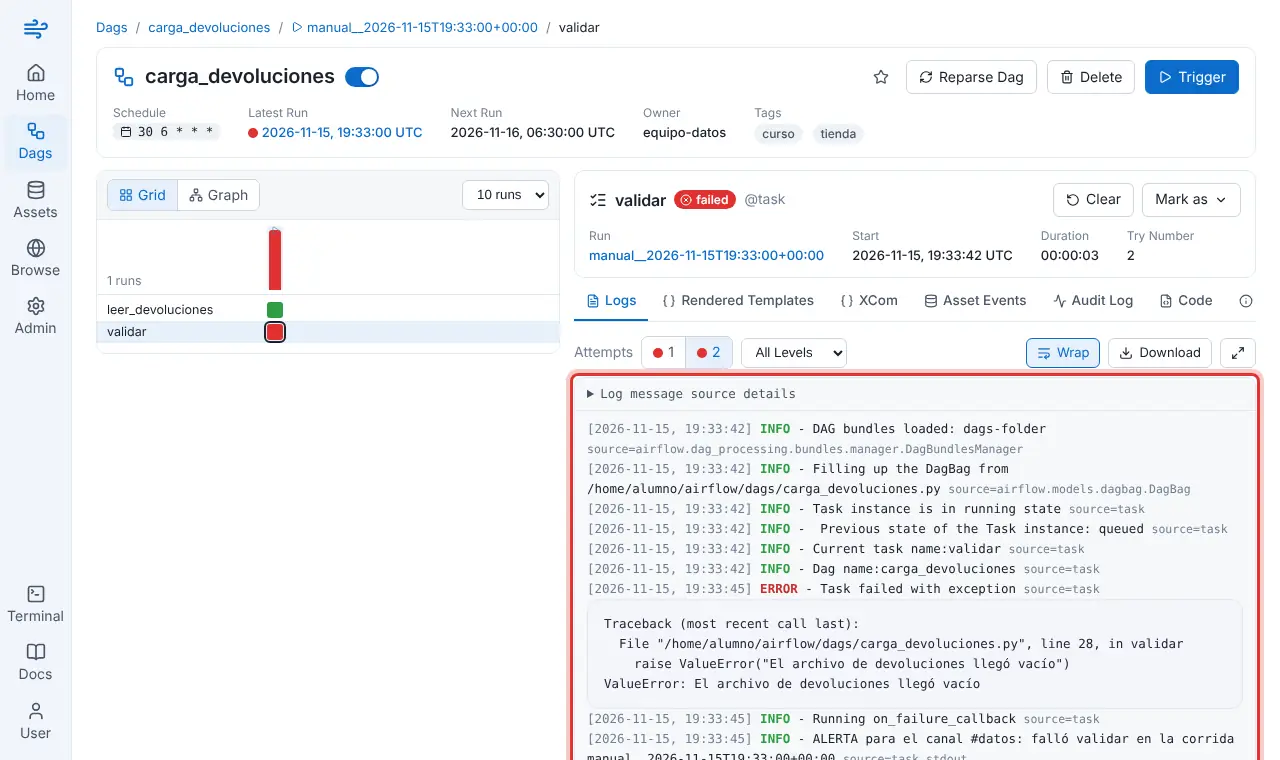 Dags / carga_devoluciones / manual__2026-11-15T19:33:00+00:00 / validar
Home
Dags
Assets
Browse
Admin
Terminal
Docs
User
carga_devoluciones
Reparse Dag
Delete
Trigger
Schedule
30 6 * * *
Latest Run
2026-11-15, 19:33:00 UTC
Next Run
2026-11-16, 06:30:00 UTC
Owner
equipo-datos
Tags
curso tienda
Grid Graph
10 runs
1 runs
leer_devoluciones
validar
validar failed @task
Clear
Mark as
Run
manual__2026-11-15T19:33:00+00:00
Start
2026-11-15, 19:33:42 UTC
Duration
00:00:03
Try Number
2
Logs {} Rendered Templates {} XCom Asset Events Audit Log Code
Attempts 1 2 All Levels Wrap Download
Log message source details
[2026-11-15, 19:33:42] INFO - DAG bundles loaded: dags-folder
source=airflow.dag_processing.bundles.manager.DagBundlesManager
[2026-11-15, 19:33:42] INFO - Filling up the DagBag from
/home/alumno/airflow/dags/carga_devoluciones.py source=airflow.models.dagbag.DagBag
[2026-11-15, 19:33:42] INFO - Task instance is in running state source=task
[2026-11-15, 19:33:42] INFO - Previous state of the Task instance: queued source=task
[2026-11-15, 19:33:42] INFO - Current task name:validar source=task
[2026-11-15, 19:33:42] INFO - Dag name:carga_devoluciones source=task
[2026-11-15, 19:33:45] ERROR - Task failed with exception source=task
Traceback (most recent call last):
File "/home/alumno/airflow/dags/carga_devoluciones.py", line 28, in validar
raise ValueError("El archivo de devoluciones llegó vacío")
ValueError: El archivo de devoluciones llegó vacío
[2026-11-15, 19:33:45] INFO - Running on_failure_callback source=task
[2026-11-15, 19:33:45] INFO - ALERTA para el canal #datos: falló validar en la corrida
manual__2026-11-15T19:33:00+00:00 source=task.stdout